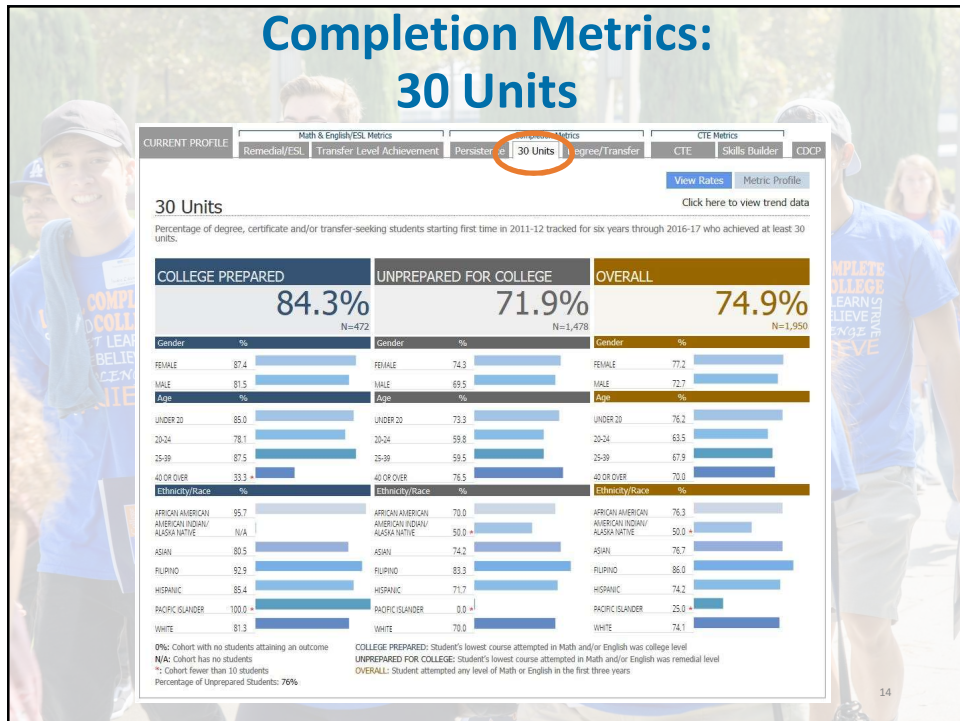 Completion Metrics:
30 Units
CURRENT PROFILE
Math & English/ESL Metrics
Completion Metrics
CTE Metrics
Remedial/ESL Transfer Level Achievement Persistence 30 Units Degree/Transfer CTE Skills Builder CDCP
View Rates Metric Profile
30 Units
Click here to view trend data
Percentage of degree, certificate and/or transfer-seeking students starting first time in 2011-12 tracked for six years through 2016-17 who achieved at least 30
units.
COLLEGE PREPARED
84.3%
N=472
Gender %
FEMALE 87.4
MALE 81.5
Age %
UNDER 20 85.0
20-24 78.1
25-39 87.5
40 OR OVER 33.3 *
Ethnicity/Race %
AFRICAN AMERICAN 95.7
AMERICAN INDIAN/
ALASKA NATIVE N/A
ASIAN 80.5
FILIPINO 92.9
HISPANIC 85.4
PACIFIC ISLANDER 100.0 *
WHITE 81.3
UNPREPARED FOR COLLEGE
71.9%
N=1,478
Gender %
FEMALE 74.3
MALE 69.5
Age %
UNDER 20 73.3
20-24 59.8
25-39 59.5
40 OR OVER 76.5
Ethnicity/Race %
AFRICAN AMERICAN 70.0
AMERICAN INDIAN/
ALASKA NATIVE 50.0 *
ASIAN 74.2
FILIPINO 83.3
HISPANIC 71.7
PACIFIC ISLANDER 0.0 *
WHITE 70.0
OVERALL
74.9%
N=1,950
Gender %
FEMALE 77.2
MALE 72.7
Age %
UNDER 20 76.2
20-24 63.5
25-39 67.9
40 OR OVER 70.0
Ethnicity/Race %
AFRICAN AMERICAN 76.3
AMERICAN INDIAN/
ALASKA NATIVE 50.0 *
ASIAN 76.7
FILIPINO 86.0
HISPANIC 74.2
PACIFIC ISLANDER 25.0 *
WHITE 74.1
0%: Cohort with no students attaining an outcome
N/A: Cohort has no students
*: Cohort fewer than 10 students
Percentage of Unprepared Students: 76%
COLLEGE PREPARED: Student's lowest course attempted in Math and/or English was college level
UNPREPARED FOR COLLEGE: Student's lowest course attempted in Math and/or English was remedial level
OVERALL: Student attempted any level of Math or English in the first three years
14